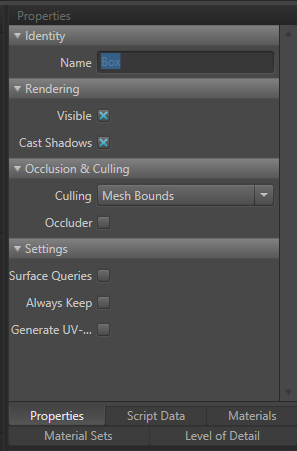 Properties
Identity
Name Box
Rendering
Visible
Cast Shadows
Occlusion & Culling
Culling Mesh Bounds
Occluder
Settings
Surface Queries
Always Keep
Generate UV-...
Properties Script Data Materials
Material Sets Level of Detail